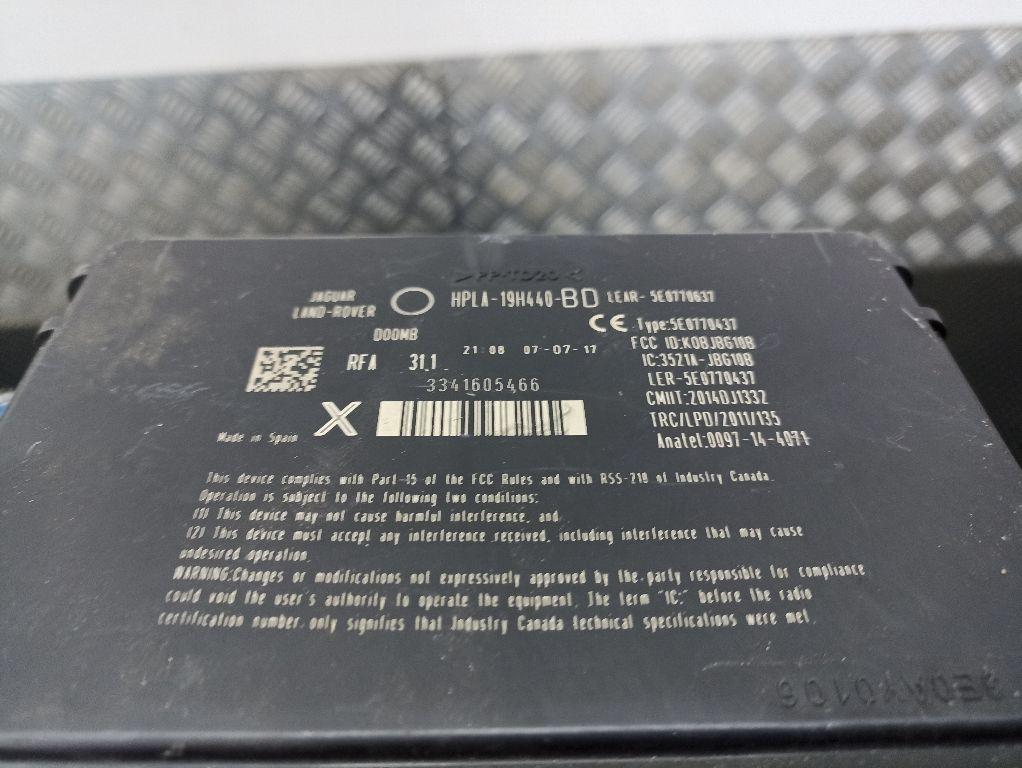 >PP-TD20<
JAGUAR
LAND-ROVER
HPLA-19H440-BD
LEAR- 5E0770637
DOOMB
CE Type:5E0770437
RFA 31.1
21:08 07-07-17
FCC ID:KOBJBG10B
IC:3521A-JBG10B
3341605466
LER-5E0770437
CMIIT:2014DJ1332
X
TRC/LPD/2011/135
Made in Spain
Anatel:0097-14-4071
This device complies with Part-15 of the FCC Rules and with RSS-210 of Industry Canada.
Operation is subject to the following two conditions:
(1) This device may not cause harmful interference, and
(2) This device must accept any interference received, including interference that may cause
undesired operation.
WARNING:Changes or modifications not expressively approved by the party responsible for compliance
could void the user's authority to operate the equipment. The term "IC:" before the radio
certification number only signifies that Industry Canada technical specifications were met.